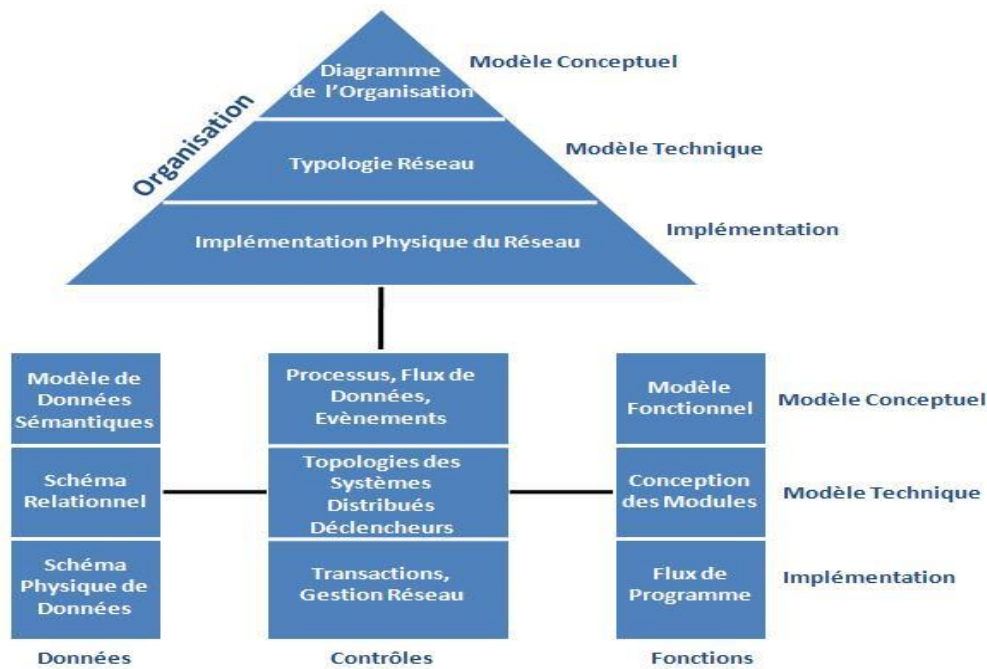 Diagramme
de l'Organisation
Modèle Conceptuel
Organisation
Typologie Réseau
Modèle Technique
Implémentation Physique du Réseau
Implémentation
Modèle de
Données
Sémantiques
Processus, Flux de
Données,
Evènements
Modèle
Fonctionnel
Modèle Conceptuel
Schéma
Relationnel
Topologies des
Systèmes
Distribués
Déclencheurs
Conception
des Modules
Modèle Technique
Schéma
Physique de
Données
Transactions,
Gestion Réseau
Flux de
Programme
Implémentation
Données
Contrôles
Fonctions